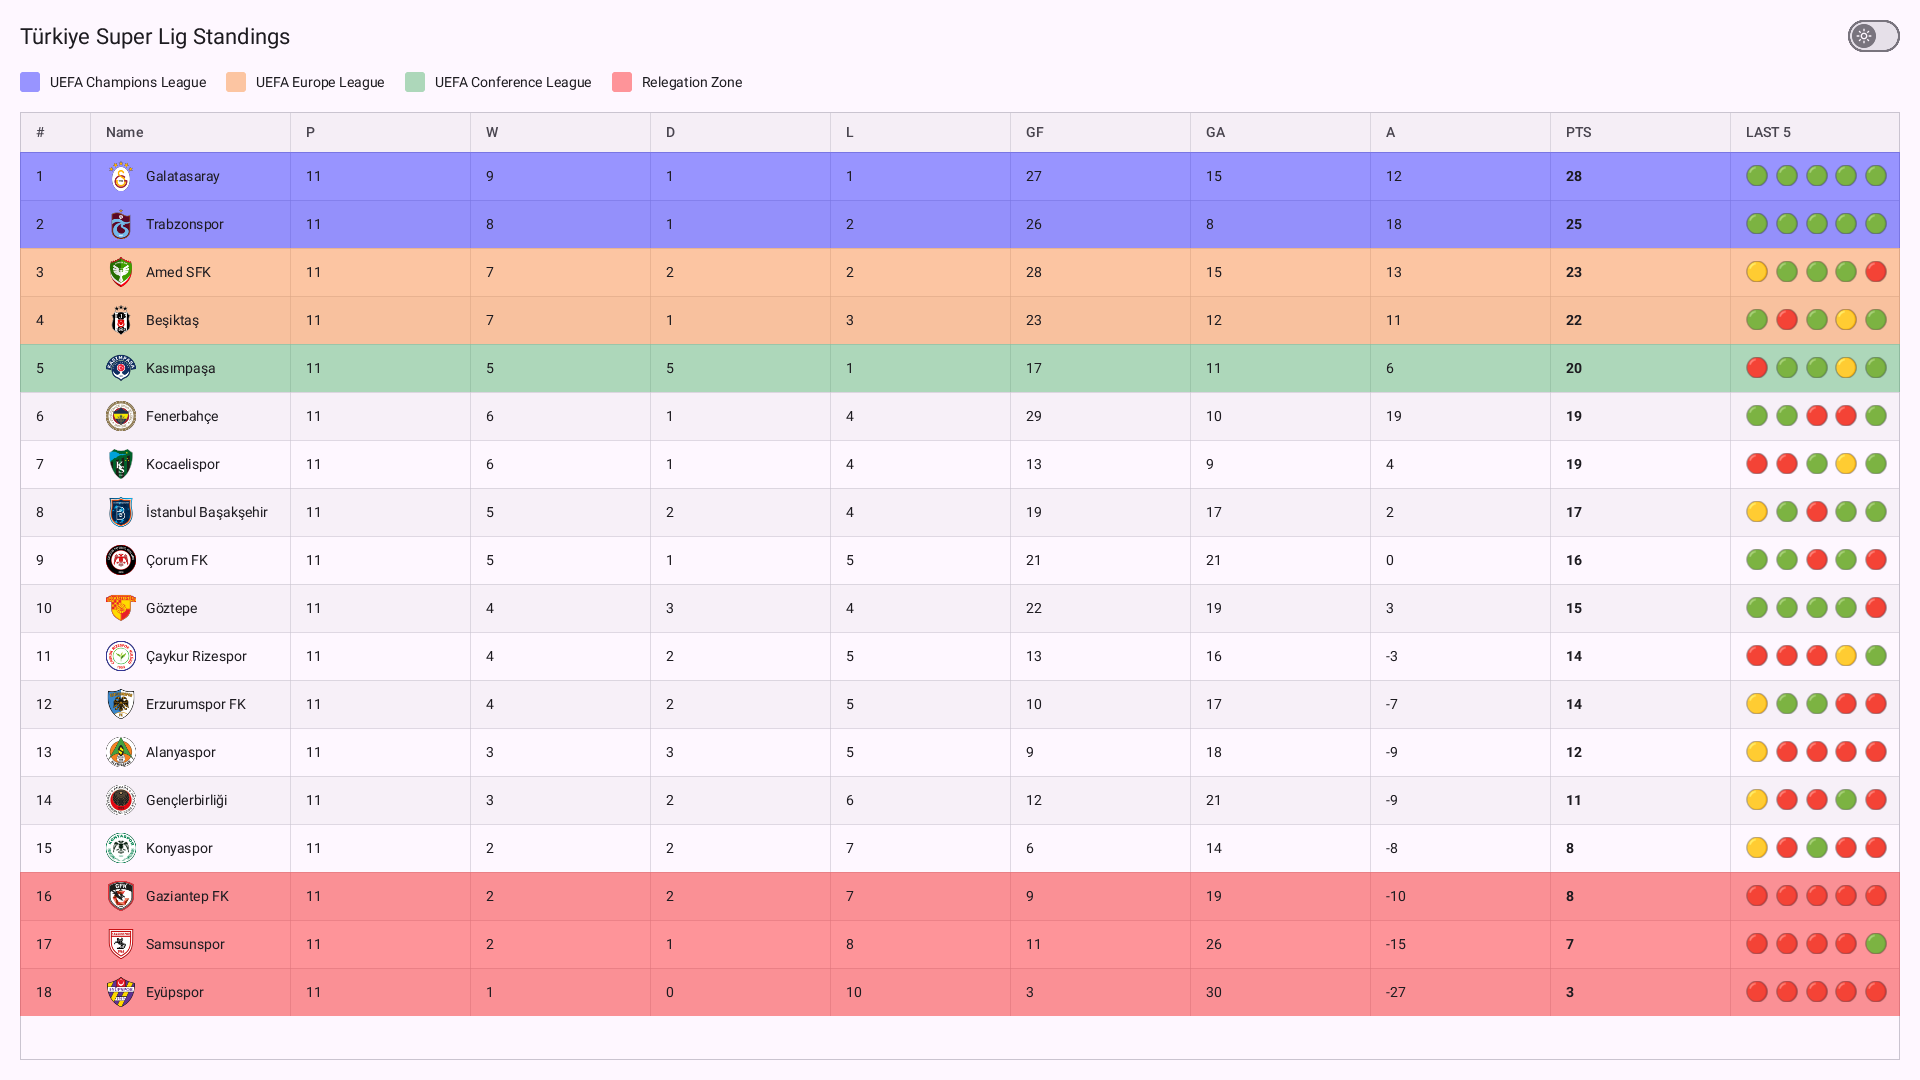 Türkiye Super Lig Standings
UEFA Champions League UEFA Europe League UEFA Conference League Relegation Zone
# Name P W D L GF GA A PTS LAST 5
1 Galatasaray 11 9 1 1 27 15 12 28
2 Trabzonspor 11 8 1 2 26 8 18 25
3 Amed SFK 11 7 2 2 28 15 13 23
4 Beşiktaş 11 7 1 3 23 12 11 22
5 Kasımpaşa 11 5 5 1 17 11 6 20
6 Fenerbahçe 11 6 1 4 29 10 19 19
7 Kocaelispor 11 6 1 4 13 9 4 19
8 İstanbul Başakşehir 11 5 2 4 19 17 2 17
9 Çorum FK 11 5 1 5 21 21 0 16
10 Göztepe 11 4 3 4 22 19 3 15
11 Çaykur Rizespor 11 4 2 5 13 16 -3 14
12 Erzurumspor FK 11 4 2 5 10 17 -7 14
13 Alanyaspor 11 3 3 5 9 18 -9 12
14 Gençlerbirliği 11 3 2 6 12 21 -9 11
15 Konyaspor 11 2 2 7 6 14 -8 8
16 Gaziantep FK 11 2 2 7 9 19 -10 8
17 Samsunspor 11 2 1 8 11 26 -15 7
18 Eyüpspor 11 1 0 10 3 30 -27 3